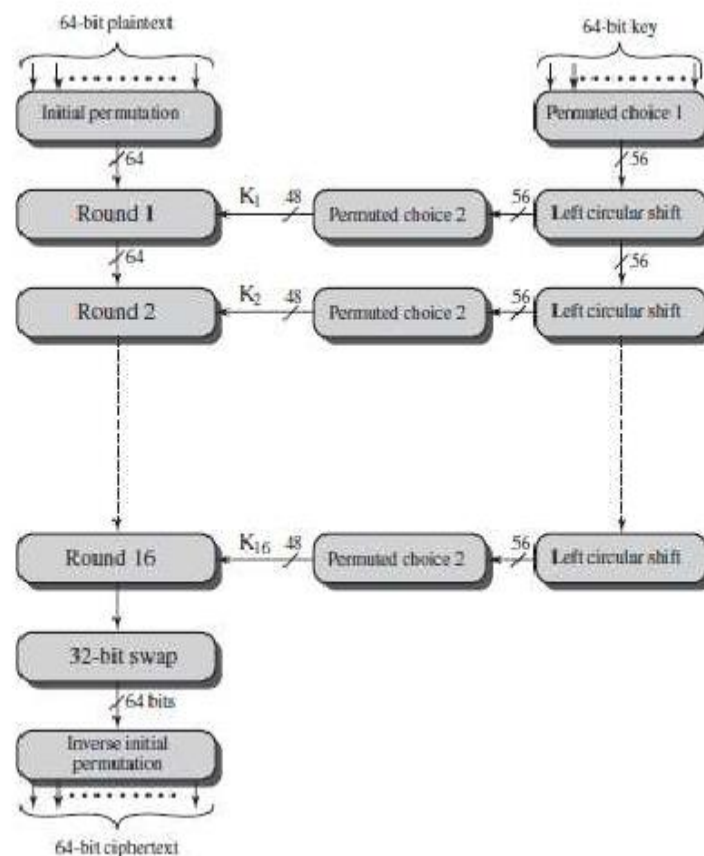 64-bit plaintext
64-bit key
Initial permutation
Permuted choice 1
64
56
Round 1
K1
48
Permuted choice 2
56
Left circular shift
64
56
Round 2
K2
48
Permuted choice 2
56
Left circular shift
Round 16
K16
48
Permuted choice 2
56
Left circular shift
32-bit swap
64 bits
Inverse initial
permutation
64-bit ciphertext